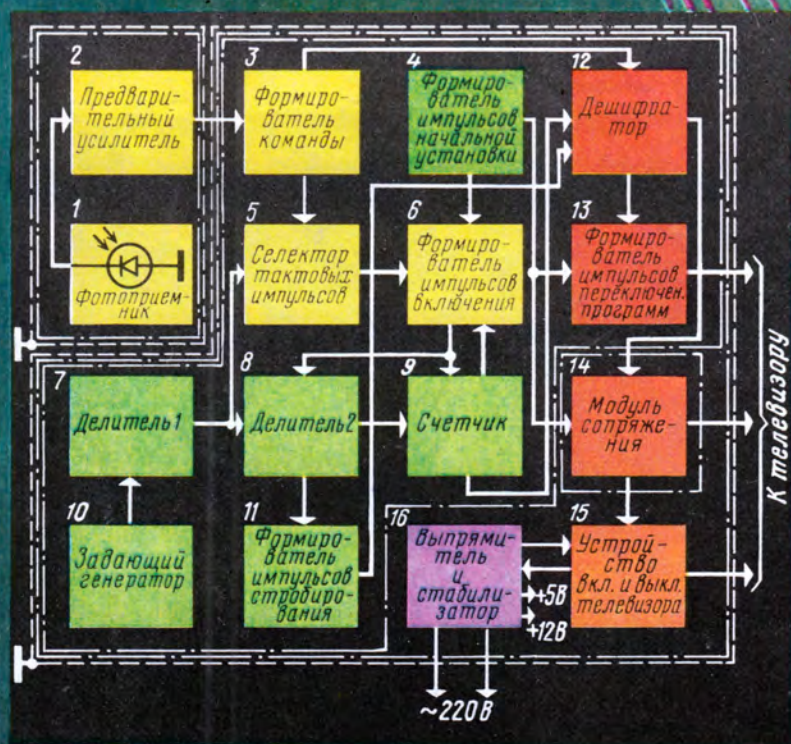 2
Предвари-
тельный
усилитель
3
Формиро-
ватель
команды
4
Формиро-
ватель
импульсов
начальной
установки
12
Дешифра-
тор
1
Фотоприем-
ник
5
Селектор
тактовых
импульсов
6
Формиро-
ватель
импульсов
включения
13
Формиро-
ватель
импульсов
переключен.
программ
7
Делитель1
8
Делитель2
9
Счетчик
14
Модуль
сопряже-
ния
10
Задающий
генератор
11
Формиро-
ватель
импульсов
стробиро-
вания
16
Выпрями-
тель
и
стабили-
затор
+5В
+12В
15
Устрой-
ство
вкл. и выкл.
телевизора
~220В
К телевизору